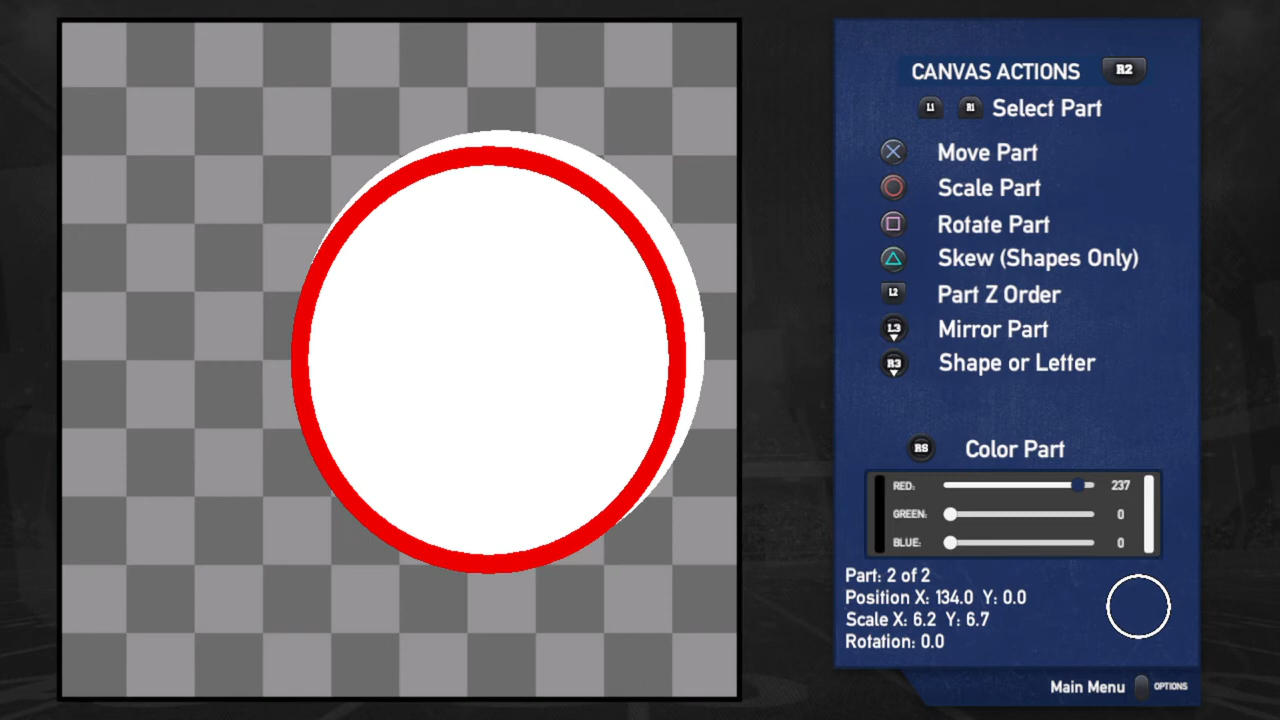 CANVAS ACTIONS R2
L1 R1 Select Part
Move Part
Scale Part
Rotate Part
Skew (Shapes Only)
L2 Part Z Order
L3 Mirror Part
R3 Shape or Letter
RS Color Part
RED: 237
GREEN: 0
BLUE: 0
Part: 2 of 2
Position X: 134.0 Y: 0.0
Scale X: 6.2 Y: 6.7
Rotation: 0.0
Main Menu OPTIONS